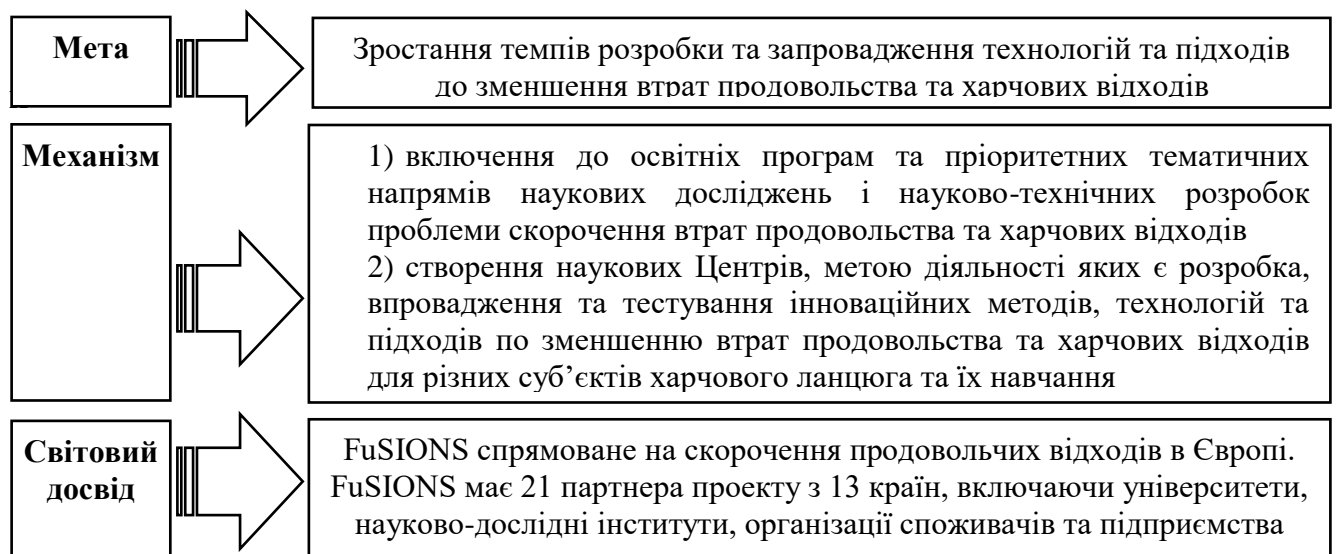 Мета
Зростання темпів розробки та запровадження технологій та підходів
до зменшення втрат продовольства та харчових відходів
Механізм
1) включення до освітніх програм та пріоритетних тематичних
напрямів наукових досліджень і науково-технічних розробок
проблеми скорочення втрат продовольства та харчових відходів
2) створення наукових Центрів, метою діяльності яких є розробка,
впровадження та тестування інноваційних методів, технологій та
підходів по зменшенню втрат продовольства та харчових відходів
для різних суб’єктів харчового ланцюга та їх навчання
Світовий
досвід
FuSIONS спрямоване на скорочення продовольчих відходів в Європі.
FuSIONS має 21 партнера проекту з 13 країн, включаючи університети,
науково-дослідні інститути, організації споживачів та підприємства